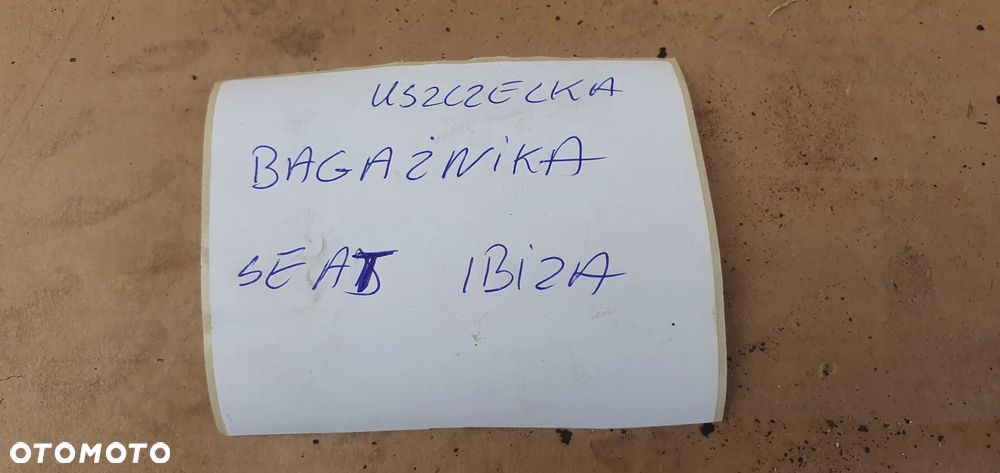 USZCZELKA
BAGAŻNIKA
SEAT IBIZA
OTOMOTO